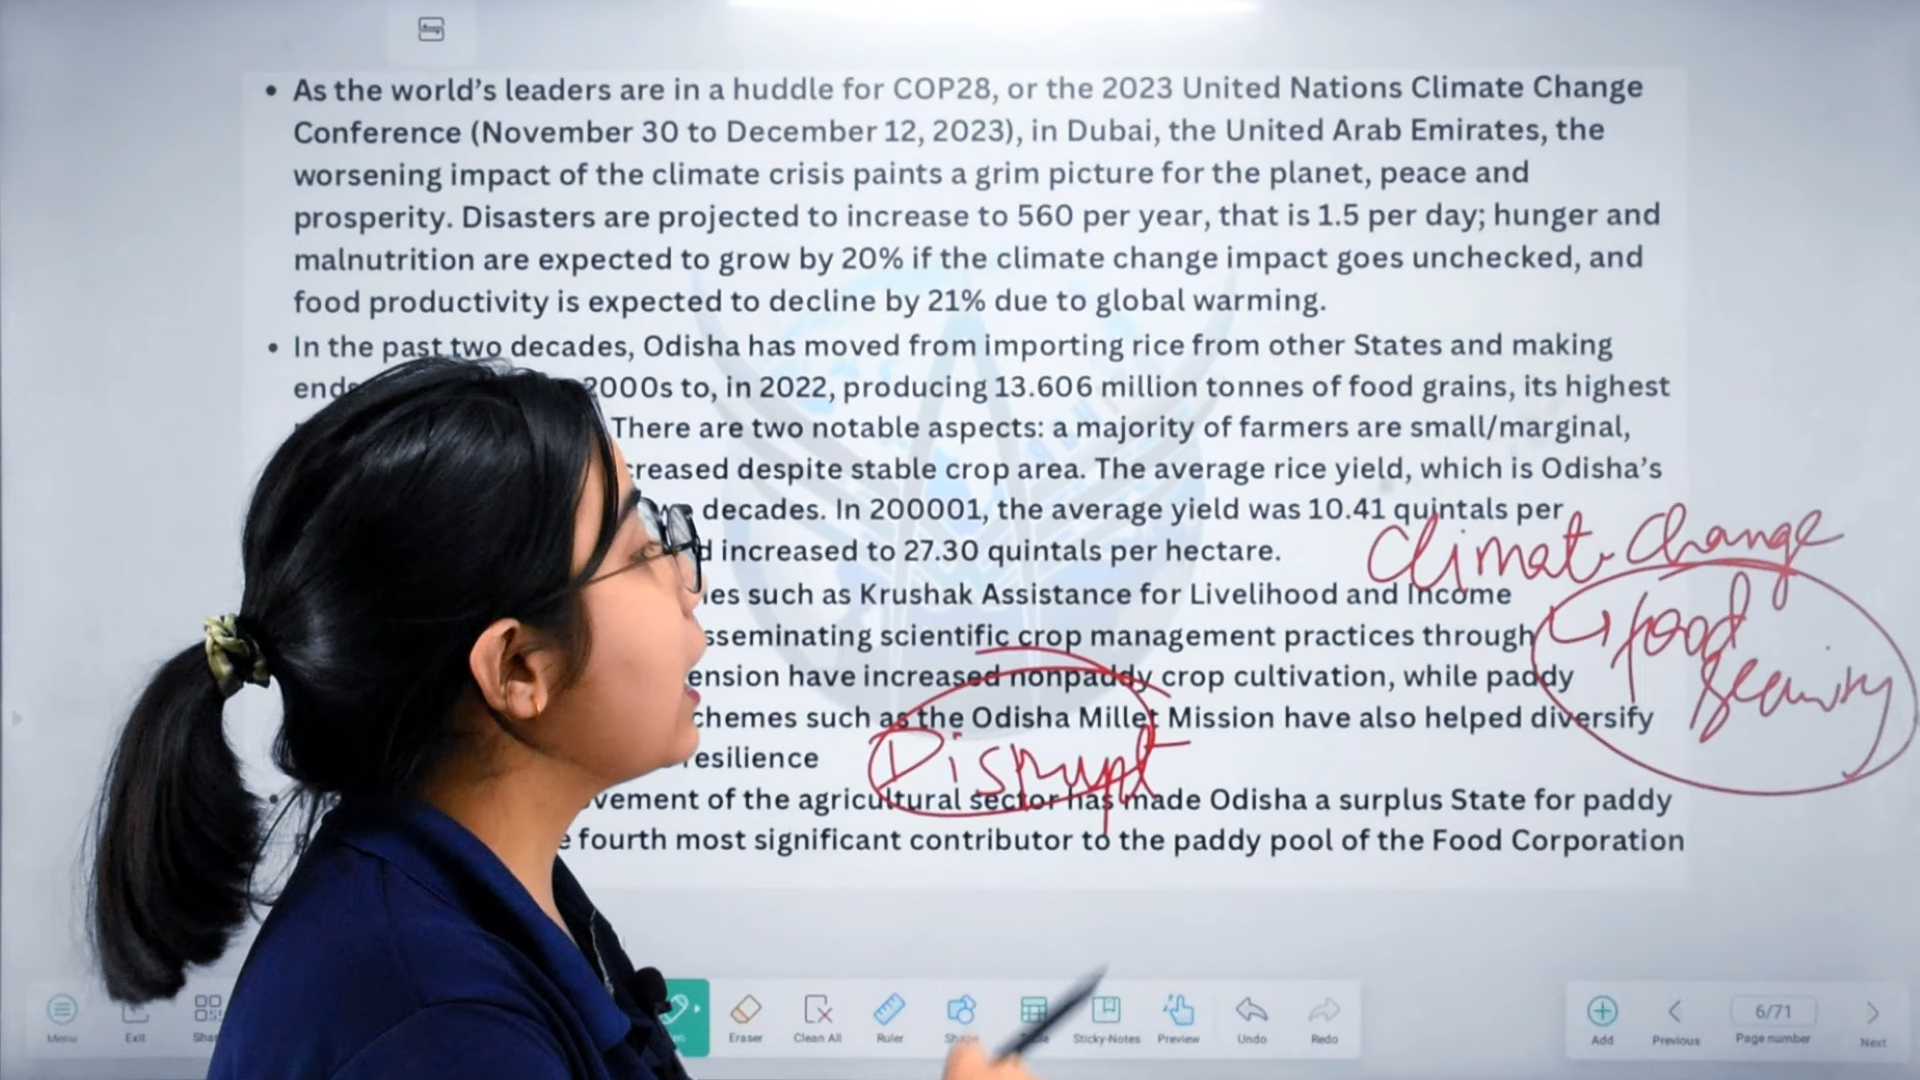 • As the world's leaders are in a huddle for COP28, or the 2023 United Nations Climate Change
Conference (November 30 to December 12, 2023), in Dubai, the United Arab Emirates, the
worsening impact of the climate crisis paints a grim picture for the planet, peace and
prosperity. Disasters are projected to increase to 560 per year, that is 1.5 per day; hunger and
malnutrition are expected to grow by 20% if the climate change impact goes unchecked, and
food productivity is expected to decline by 21% due to global warming.
• In the past two decades, Odisha has moved from importing rice from other States and making
2000s to, in 2022, producing 13.606 million tonnes of food grains, its highest
There are two notable aspects: a majority of farmers are small/marginal,
creased despite stable crop area. The average rice yield, which is Odisha's
decades. In 200001, the average yield was 10.41 quintals per
d increased to 27.30 quintals per hectare.
Climate Change
ies such as Krushak Assistance for Livelihood and Income
food
sseminating scientific crop management practices through
ension have increased nonpaddy crop cultivation, while paddy
Security
chemes such as the Odisha Millet Mission have also helped diversify
resilience
Disrupt
vement of the agricultural sector has made Odisha a surplus State for paddy
fourth most significant contributor to the paddy pool of the Food Corporation
Menu Exit Eraser Clean All Ruler Sticky-Notes Preview Undo Redo Add Previous 6/71 Page number Next